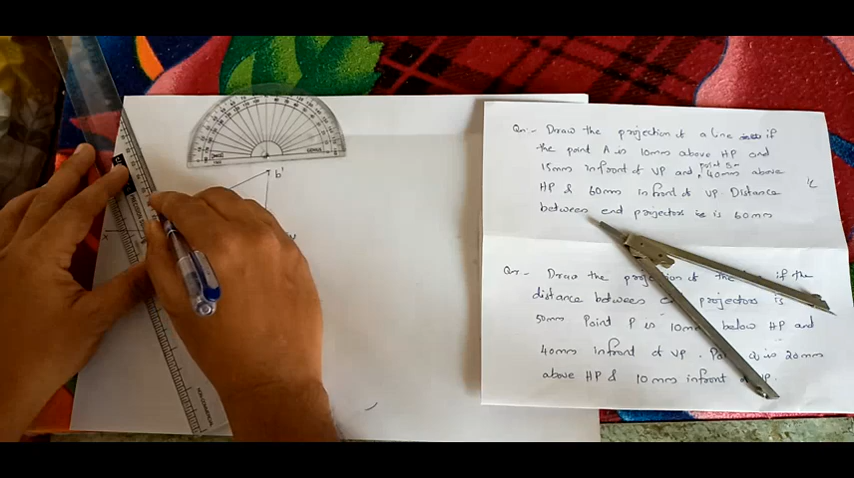 b'
x
Qn:- Draw the projection of a line if
the point A is 10mm above HP and
15mm infront of VP and, point B is 40mm above
HP & 60mm infront of VP. Distance
between end projectors is 60mm
Qn:- Draw the projection of the if the
distance between projectors is
50mm Point P is 10mm below HP and
40mm infront of VP. Q is 20mm
above HP & 10mm infront VP.